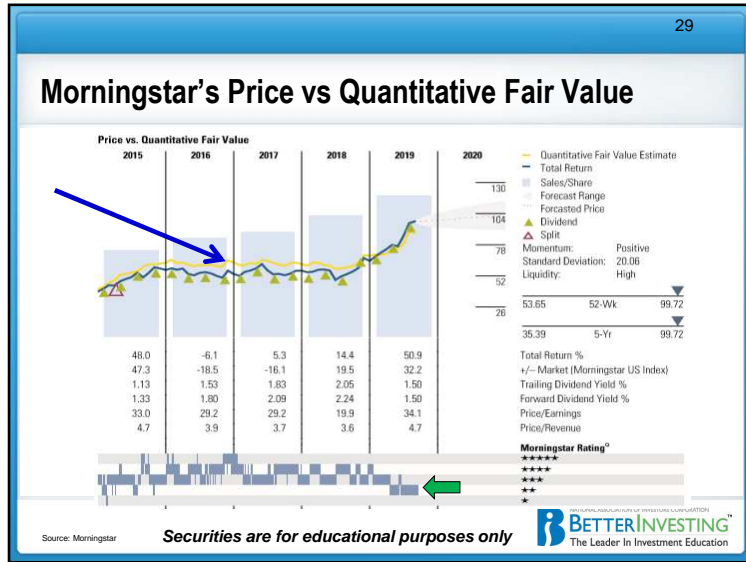 29
Morningstar's Price vs Quantitative Fair Value
Price vs. Quantitative Fair Value
2015 2016 2017 2018 2019 2020
130
104
78
52
26
Quantitative Fair Value Estimate
Total Return
Sales/Share
Forecast Range
Forcasted Price
Dividend
Split
Momentum: Positive
Standard Deviation: 20.06
Liquidity: High
53.65 52-Wk 99.72
35.39 5-Yr 99.72
48.0 -6.1 5.3 14.4 50.9 Total Return %
47.3 -18.5 -16.1 19.5 32.2 +/– Market (Morningstar US Index)
1.13 1.53 1.83 2.05 1.50 Trailing Dividend Yield %
1.33 1.80 2.09 2.24 1.50 Forward Dividend Yield %
33.0 29.2 29.2 19.9 34.1 Price/Earnings
4.7 3.9 3.7 3.6 4.7 Price/Revenue
Morningstar Rating Q
★★★★★
★★★★
★★★
★★
★
Source: Morningstar
Securities are for educational purposes only
NATIONAL ASSOCIATION OF INVESTORS CORPORATION
BETTERINVESTING™
The Leader In Investment Education